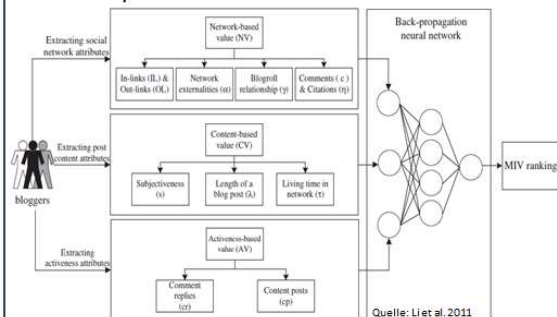 Extracting social
network attributes
Network-based
value (NV)
In-links (IL) &
Out-links (OL)
Network
externalities (α)
Blogroll
relationship (γ)
Comments ( c )
& Citations (η)
Extracting post
content attributes
Content-based
value (CV)
Subjectiveness
(s)
Length of a
blog post (λ)
Living time in
network (τ)
bloggers
Extracting
activeness attributes
Activeness-based
value (AV)
Comment
replies
(cr)
Content posts
(cp)
Back-propagation
neural network
MIV ranking
Quelle: Li et al. 2011